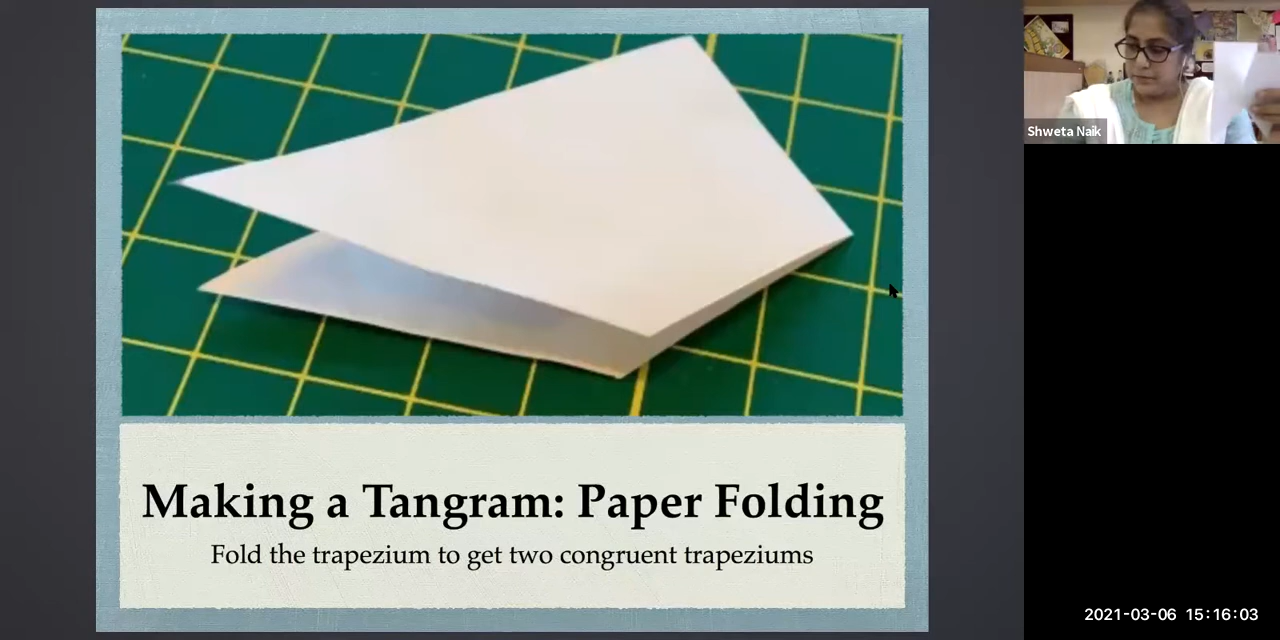 Shweta Naik
Making a Tangram: Paper Folding
Fold the trapezium to get two congruent trapeziums
2021-03-06 15:16:03